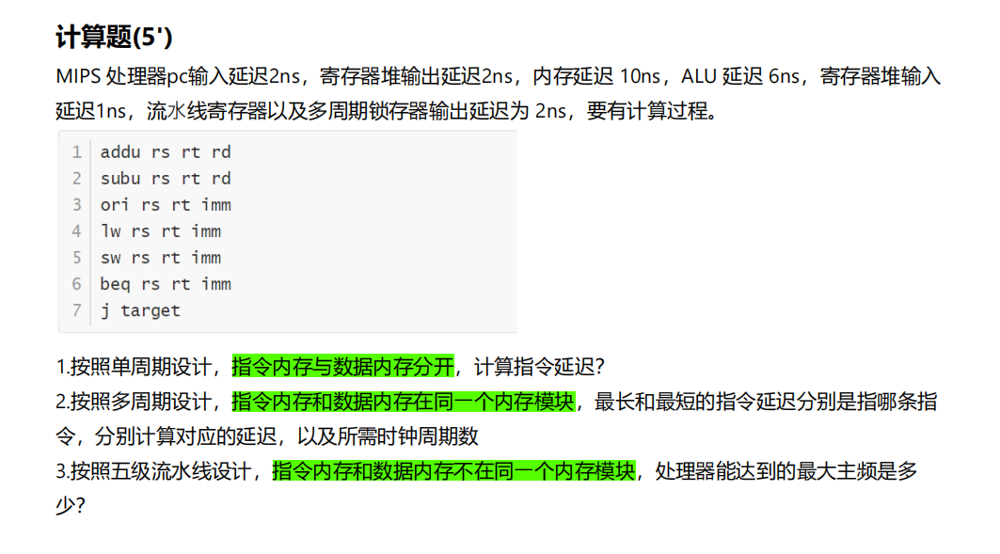 计算题(5')
MIPS 处理器pc输入延迟2ns，寄存器堆输出延迟2ns，内存延迟 10ns，ALU 延迟 6ns，寄存器堆输入
延迟1ns，流水线寄存器以及多周期锁存器输出延迟为 2ns，要有计算过程。
1 addu rs rt rd
2 subu rs rt rd
3 ori rs rt imm
4 lw rs rt imm
5 sw rs rt imm
6 beq rs rt imm
7 j target
1.按照单周期设计，指令内存与数据内存分开，计算指令延迟？
2.按照多周期设计，指令内存和数据内存在同一个内存模块，最长和最短的指令延迟分别是指哪条指
令，分别计算对应的延迟，以及所需时钟周期数
3.按照五级流水线设计，指令内存和数据内存不在同一个内存模块，处理器能达到的最大主频是多
少？